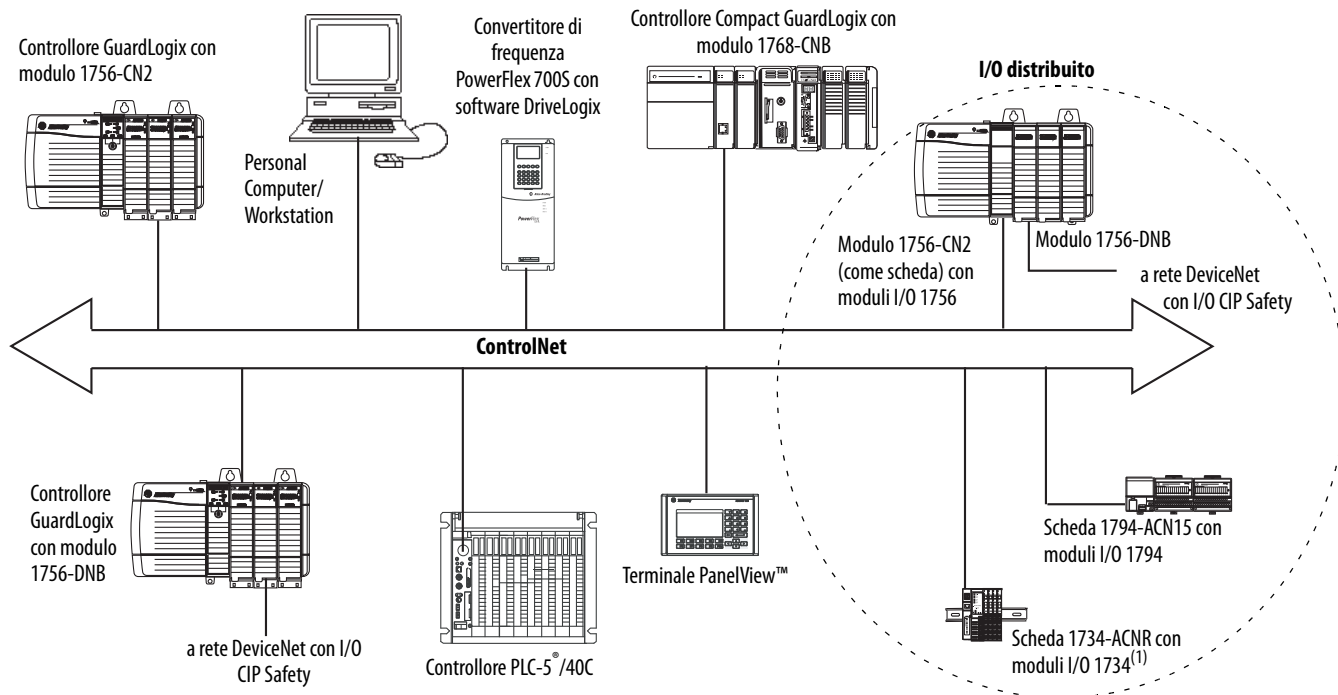 Controllore GuardLogix con
modulo 1756-CN2
Personal
Computer/
Workstation
Convertitore di
frequenza
PowerFlex 700S con
software DriveLogix
Controllore Compact GuardLogix con
modulo 1768-CNB
I/O distribuito
Modulo 1756-CN2
(come scheda) con
moduli I/O 1756
Modulo 1756-DNB
a rete DeviceNet
con I/O CIP Safety
ControlNet
Controllore
GuardLogix
con modulo
1756-DNB
a rete DeviceNet con I/O
CIP Safety
Controllore PLC-5®/40C
Terminale PanelView™
Scheda 1794-ACN15 con
moduli I/O 1794
Scheda 1734-ACNR con
moduli I/O 1734(1)